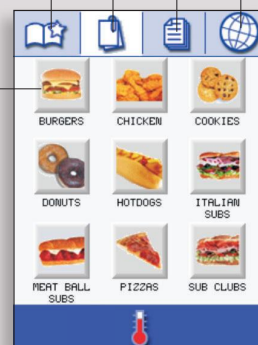 BURGERS
CHICKEN
COOKIES
DONUTS
HOTDOGS
ITALIAN
SUBS
MEAT BALL
SUBS
PIZZAS
SUB CLUBS